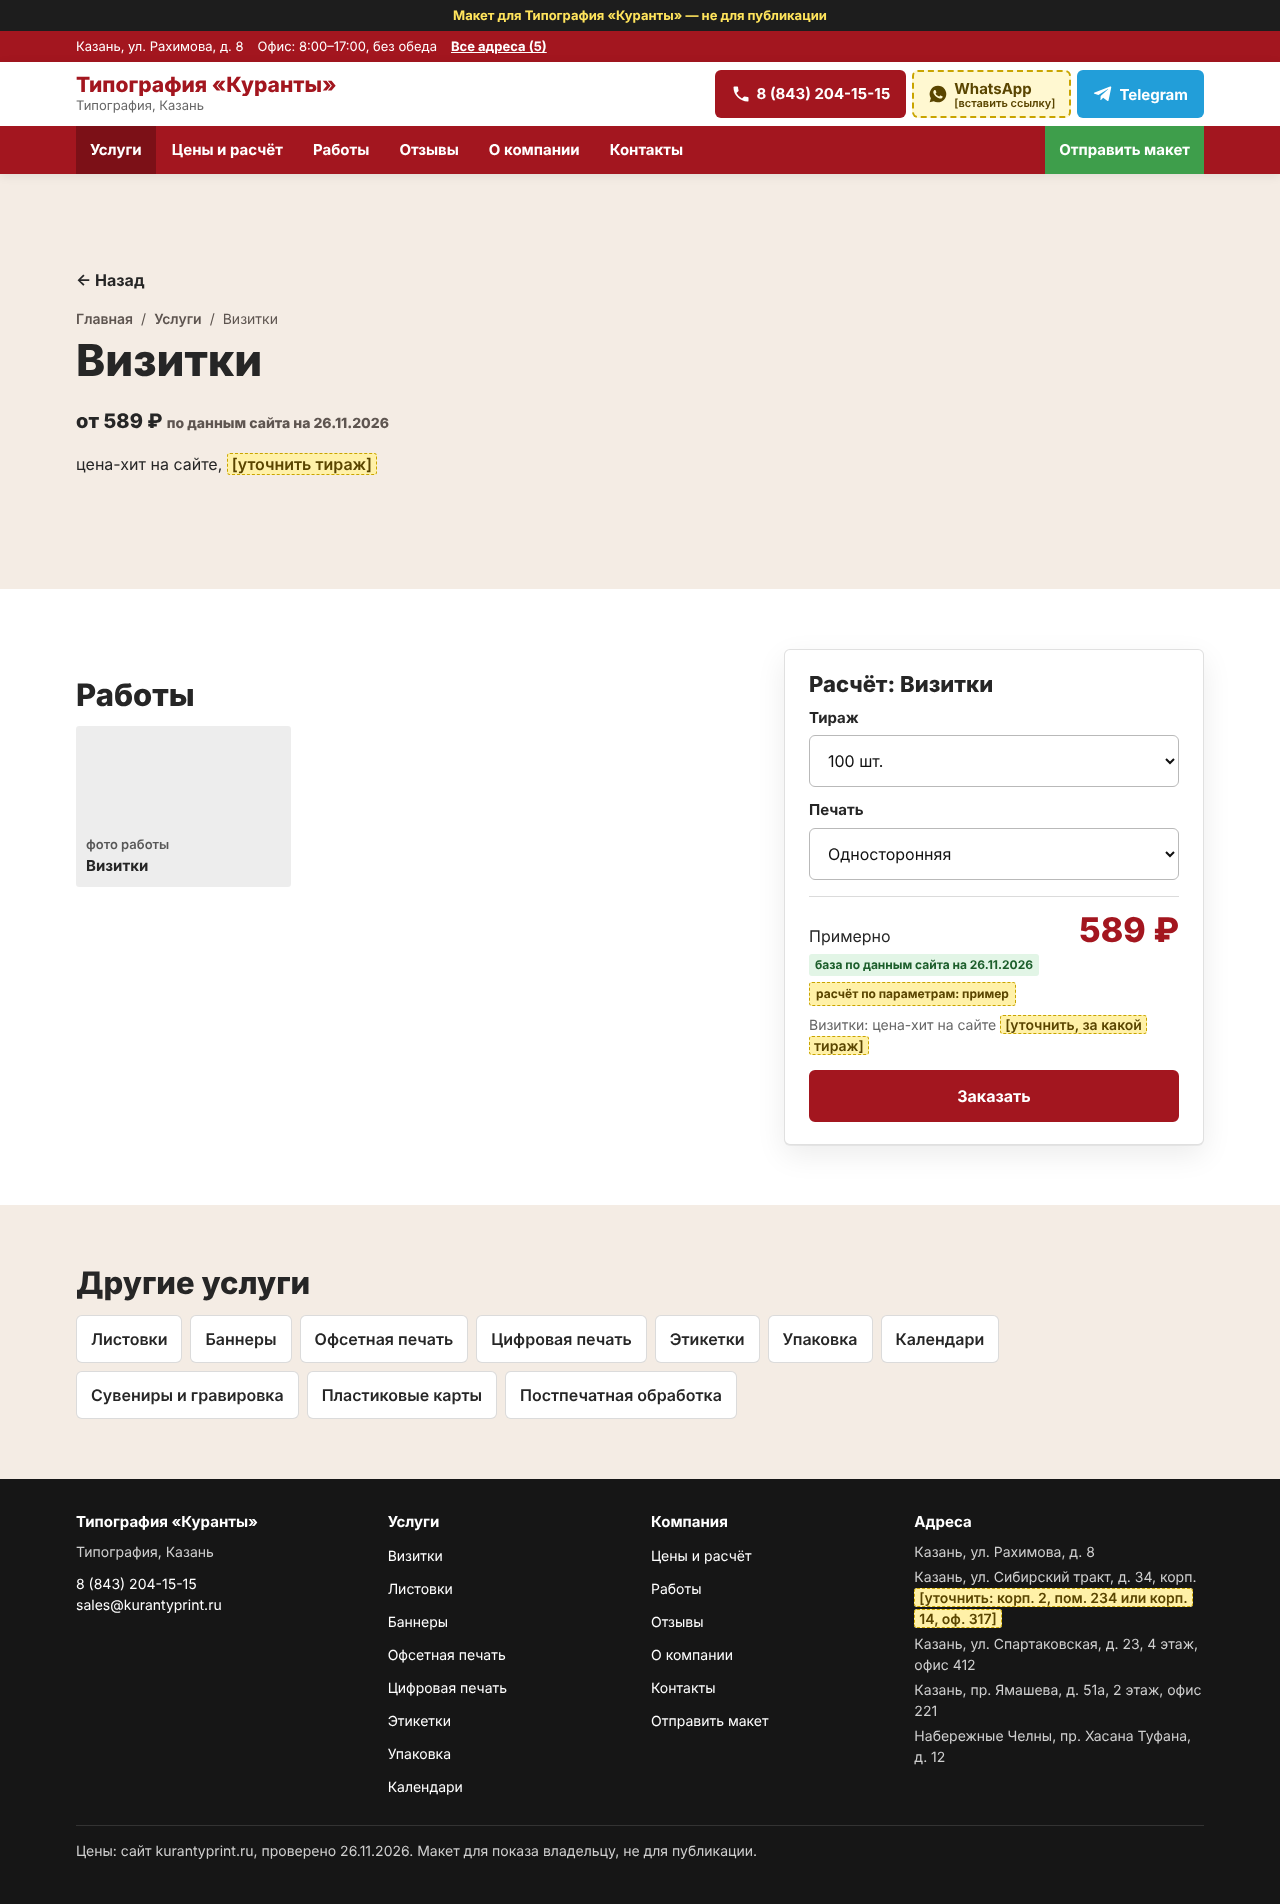 Макет для Типография «Куранты» — не для публикации
Казань, ул. Рахимова, д. 8 Офис: 8:00–17:00, без обеда Все адреса (5)
Типография «Куранты»
Типография, Казань
8 (843) 204-15-15
WhatsApp
[вставить ссылку]
Telegram
Услуги Цены и расчёт Работы Отзывы О компании Контакты Отправить макет
← Назад
Главная / Услуги / Визитки
Визитки
от 589 ₽ по данным сайта на 26.11.2026
цена-хит на сайте, [уточнить тираж]
Работы
фото работы
Визитки
Расчёт: Визитки
Тираж
100 шт.
Печать
Односторонняя
Примерно 589 ₽
база по данным сайта на 26.11.2026
расчёт по параметрам: пример
Визитки: цена-хит на сайте [уточнить, за какой
тираж]
Заказать
Другие услуги
Листовки Баннеры Офсетная печать Цифровая печать Этикетки Упаковка Календари
Сувениры и гравировка Пластиковые карты Постпечатная обработка
Типография «Куранты»
Типография, Казань
8 (843) 204-15-15
sales@kurantyprint.ru
Услуги
Визитки
Листовки
Баннеры
Офсетная печать
Цифровая печать
Этикетки
Упаковка
Календари
Компания
Цены и расчёт
Работы
Отзывы
О компании
Контакты
Отправить макет
Адреса
Казань, ул. Рахимова, д. 8
Казань, ул. Сибирский тракт, д. 34, корп.
[уточнить: корп. 2, пом. 234 или корп.
14, оф. 317]
Казань, ул. Спартаковская, д. 23, 4 этаж,
офис 412
Казань, пр. Ямашева, д. 51а, 2 этаж, офис
221
Набережные Челны, пр. Хасана Туфана,
д. 12
Цены: сайт kurantyprint.ru, проверено 26.11.2026. Макет для показа владельцу, не для публикации.